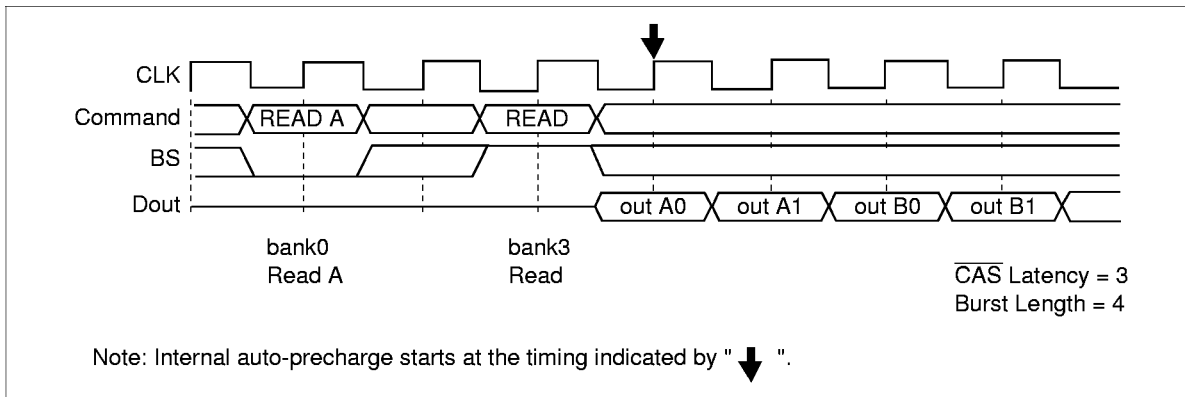 CLK
Command READ A READ
BS
Dout out A0 out A1 out B0 out B1
bank0 bank3
Read A Read
CAS Latency = 3
Burst Length = 4
Note: Internal auto-precharge starts at the timing indicated by " ".